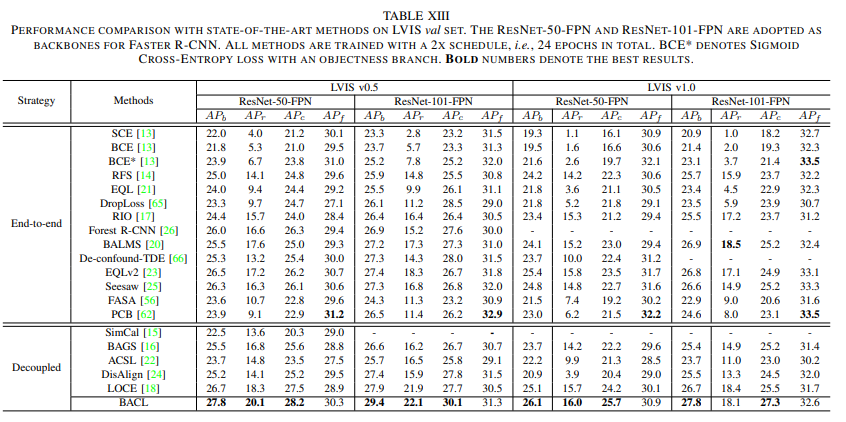 TABLE XIII
PERFORMANCE COMPARISON WITH STATE-OF-THE-ART METHODS ON LVIS val SET. THE RESNET-50-FPN AND RESNET-101-FPN ARE ADOPTED AS
BACKBONES FOR FASTER R-CNN. ALL METHODS ARE TRAINED WITH A 2X SCHEDULE, i.e., 24 EPOCHS IN TOTAL. BCE* DENOTES SIGMOID
CROSS-ENTROPY LOSS WITH AN OBJECTNESS BRANCH. BOLD NUMBERS DENOTE THE BEST RESULTS.
Strategy Methods LVIS v0.5 LVIS v1.0
ResNet-50-FPN ResNet-101-FPN ResNet-50-FPN ResNet-101-FPN
APb APr APc APf APb APr APc APf APb APr APc APf APb APr APc APf
End-to-end
SCE [13] 22.0 4.0 21.2 30.1 23.3 2.8 23.2 31.5 19.3 1.1 16.1 30.9 20.9 1.0 18.2 32.7
BCE [13] 21.8 5.3 21.0 29.5 23.7 5.7 23.3 31.3 19.5 1.6 16.6 30.6 21.4 2.0 19.3 32.3
BCE* [13] 23.9 6.7 23.8 31.0 25.2 7.8 25.2 32.0 21.6 2.6 19.7 32.1 23.1 3.7 21.4 33.5
RFS [14] 25.0 14.1 24.8 29.6 25.9 14.8 25.5 30.8 24.2 14.2 22.3 30.6 25.7 15.9 23.7 32.2
EQL [21] 24.0 9.4 24.4 29.2 25.5 9.9 26.1 31.1 21.8 3.6 21.1 30.5 23.4 4.5 22.9 32.3
DropLoss [65] 23.3 9.7 24.7 27.1 26.1 11.2 28.5 29.0 21.8 5.2 21.8 29.1 23.5 5.9 23.9 30.7
RIO [17] 24.4 15.7 24.0 28.4 26.4 16.4 26.4 30.5 23.4 15.3 21.2 29.4 25.5 17.2 23.7 31.2
Forest R-CNN [26] 26.0 16.6 26.3 29.4 26.9 15.2 27.6 30.0 - - - - - - - -
BALMS [20] 25.5 17.6 25.0 29.3 27.2 17.3 27.3 31.0 24.1 15.2 23.0 29.4 26.9 18.5 25.2 32.4
De-confound-TDE [66] 25.3 13.2 25.4 30.0 27.3 14.3 28.0 31.5 23.7 10.0 22.4 31.2 - - - -
EQLv2 [23] 26.5 17.2 26.2 30.7 27.4 18.3 26.7 31.8 25.4 15.8 23.5 31.7 26.8 17.1 24.9 33.1
Seesaw [25] 26.3 16.3 26.1 30.6 27.3 16.8 26.8 32.0 24.8 14.8 22.7 31.6 26.6 14.9 25.2 33.3
FASA [56] 23.6 10.7 22.8 29.6 24.3 11.3 23.2 30.9 21.5 7.4 19.2 30.2 22.9 9.0 20.6 31.6
PCB [62] 23.9 9.1 22.9 31.2 26.5 11.4 26.2 32.9 23.0 6.2 21.5 32.2 24.6 8.0 23.1 33.5
Decoupled
SimCal [15] 22.5 13.6 20.3 29.0 - - - - - - - - - - - -
BAGS [16] 25.5 16.8 25.6 28.8 26.6 16.2 26.7 30.7 23.7 14.2 22.2 29.6 25.4 14.9 25.2 31.4
ACSL [22] 23.7 14.8 23.5 27.5 25.7 16.5 25.8 29.1 22.2 9.9 21.3 28.5 23.7 11.0 23.0 30.2
DisAlign [24] 25.2 14.1 25.2 29.5 27.4 15.9 27.8 31.5 20.9 3.9 20.4 29.0 25.5 13.3 24.5 32.0
LOCE [18] 26.7 18.3 27.5 28.9 27.9 21.9 27.7 30.5 25.1 15.7 24.2 30.1 26.7 18.4 25.5 31.7
BACL 27.8 20.1 28.2 30.3 29.4 22.1 30.1 31.3 26.1 16.0 25.7 30.9 27.8 18.1 27.3 32.6